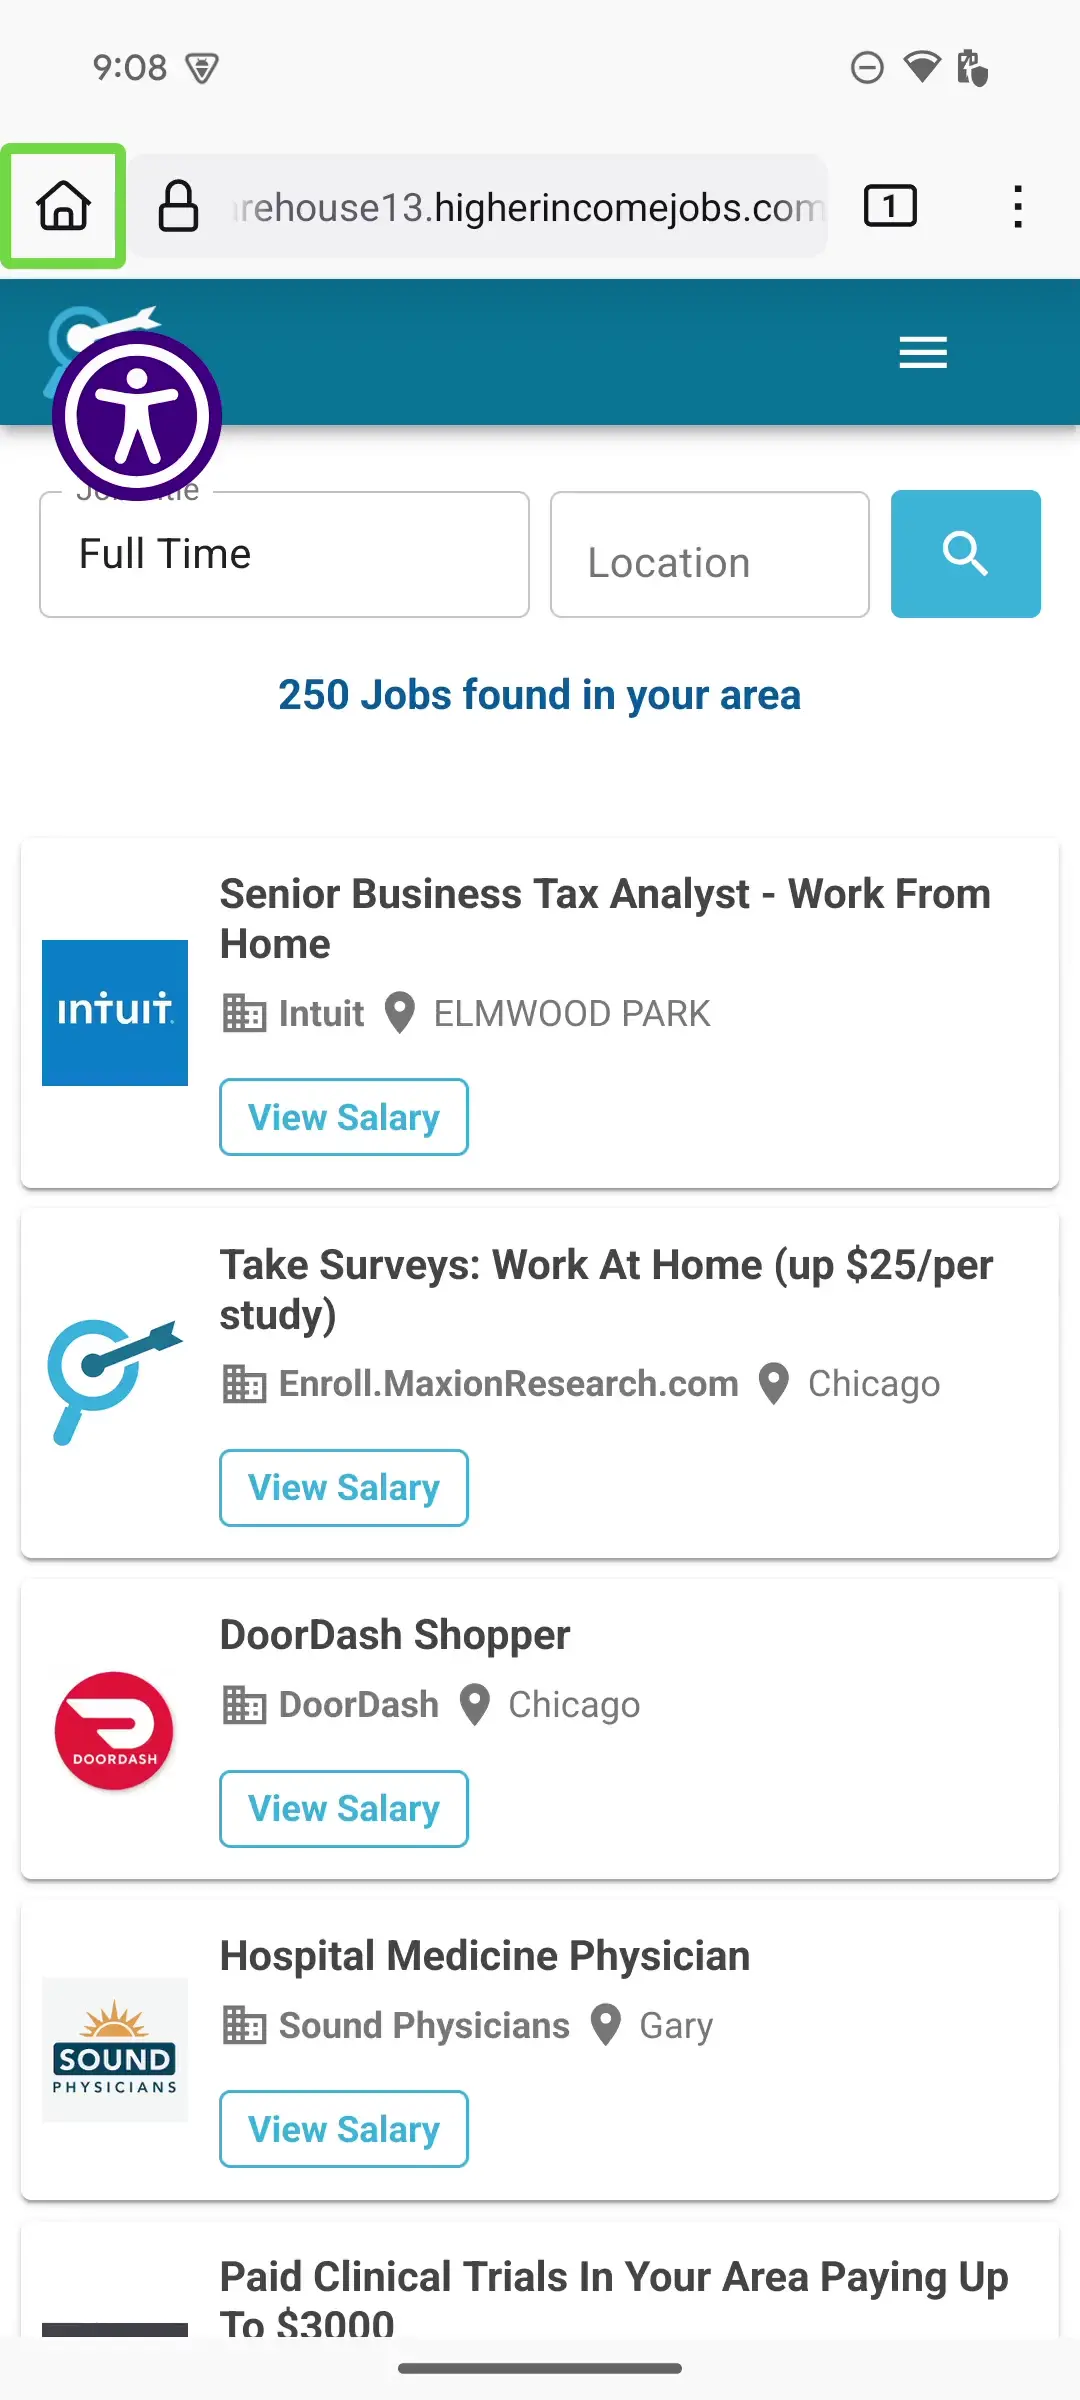 9:08
rehouse13.higherincomejobs.com
1
Full Time
Location
250 Jobs found in your area
Senior Business Tax Analyst - Work From
Home
intuit.
Intuit ELMWOOD PARK
View Salary
Take Surveys: Work At Home (up $25/per
study)
Enroll.MaxionResearch.com Chicago
View Salary
DoorDash Shopper
DoorDash Chicago
DOORDASH
View Salary
Hospital Medicine Physician
Sound Physicians Gary
SOUND
PHYSICIANS
View Salary
Paid Clinical Trials In Your Area Paying Up
To $3000